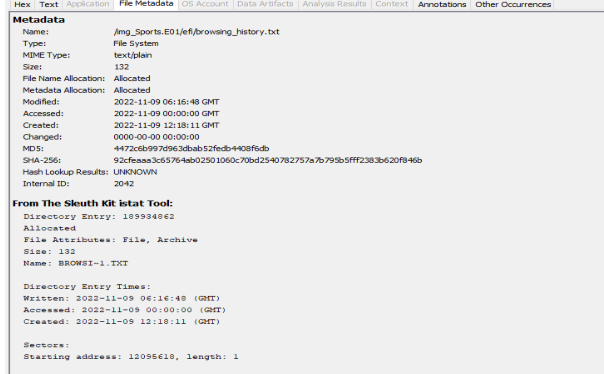 Hex Text Application File Metadata OS Account Data Artifacts Analysis Results Context Annotations Other Occurrences
Metadata
Name: /img_Sports.E01/efi/browsing_history.txt
Type: File System
MIME Type: text/plain
Size: 132
File Name Allocation: Allocated
Metadata Allocation: Allocated
Modified: 2022-11-09 06:16:48 GMT
Accessed: 2022-11-09 00:00:00 GMT
Created: 2022-11-09 12:18:11 GMT
Changed: 0000-00-00 00:00:00
MD5: 4472c6b997d963dbab52fedb4408f6db
SHA-256: 92cfeaaa3c65764ab02501060c70bd2540782757a7b795b5fff2383b620f846b
Hash Lookup Results: UNKNOWN
Internal ID: 2042
From The Sleuth Kit istat Tool:
Directory Entry: 189934862
Allocated
File Attributes: File, Archive
Size: 132
Name: BROWSI~1.TXT
Directory Entry Times:
Written: 2022-11-09 06:16:48 (GMT)
Accessed: 2022-11-09 00:00:00 (GMT)
Created: 2022-11-09 12:18:11 (GMT)
Sectors:
Starting address: 12095618, length: 1